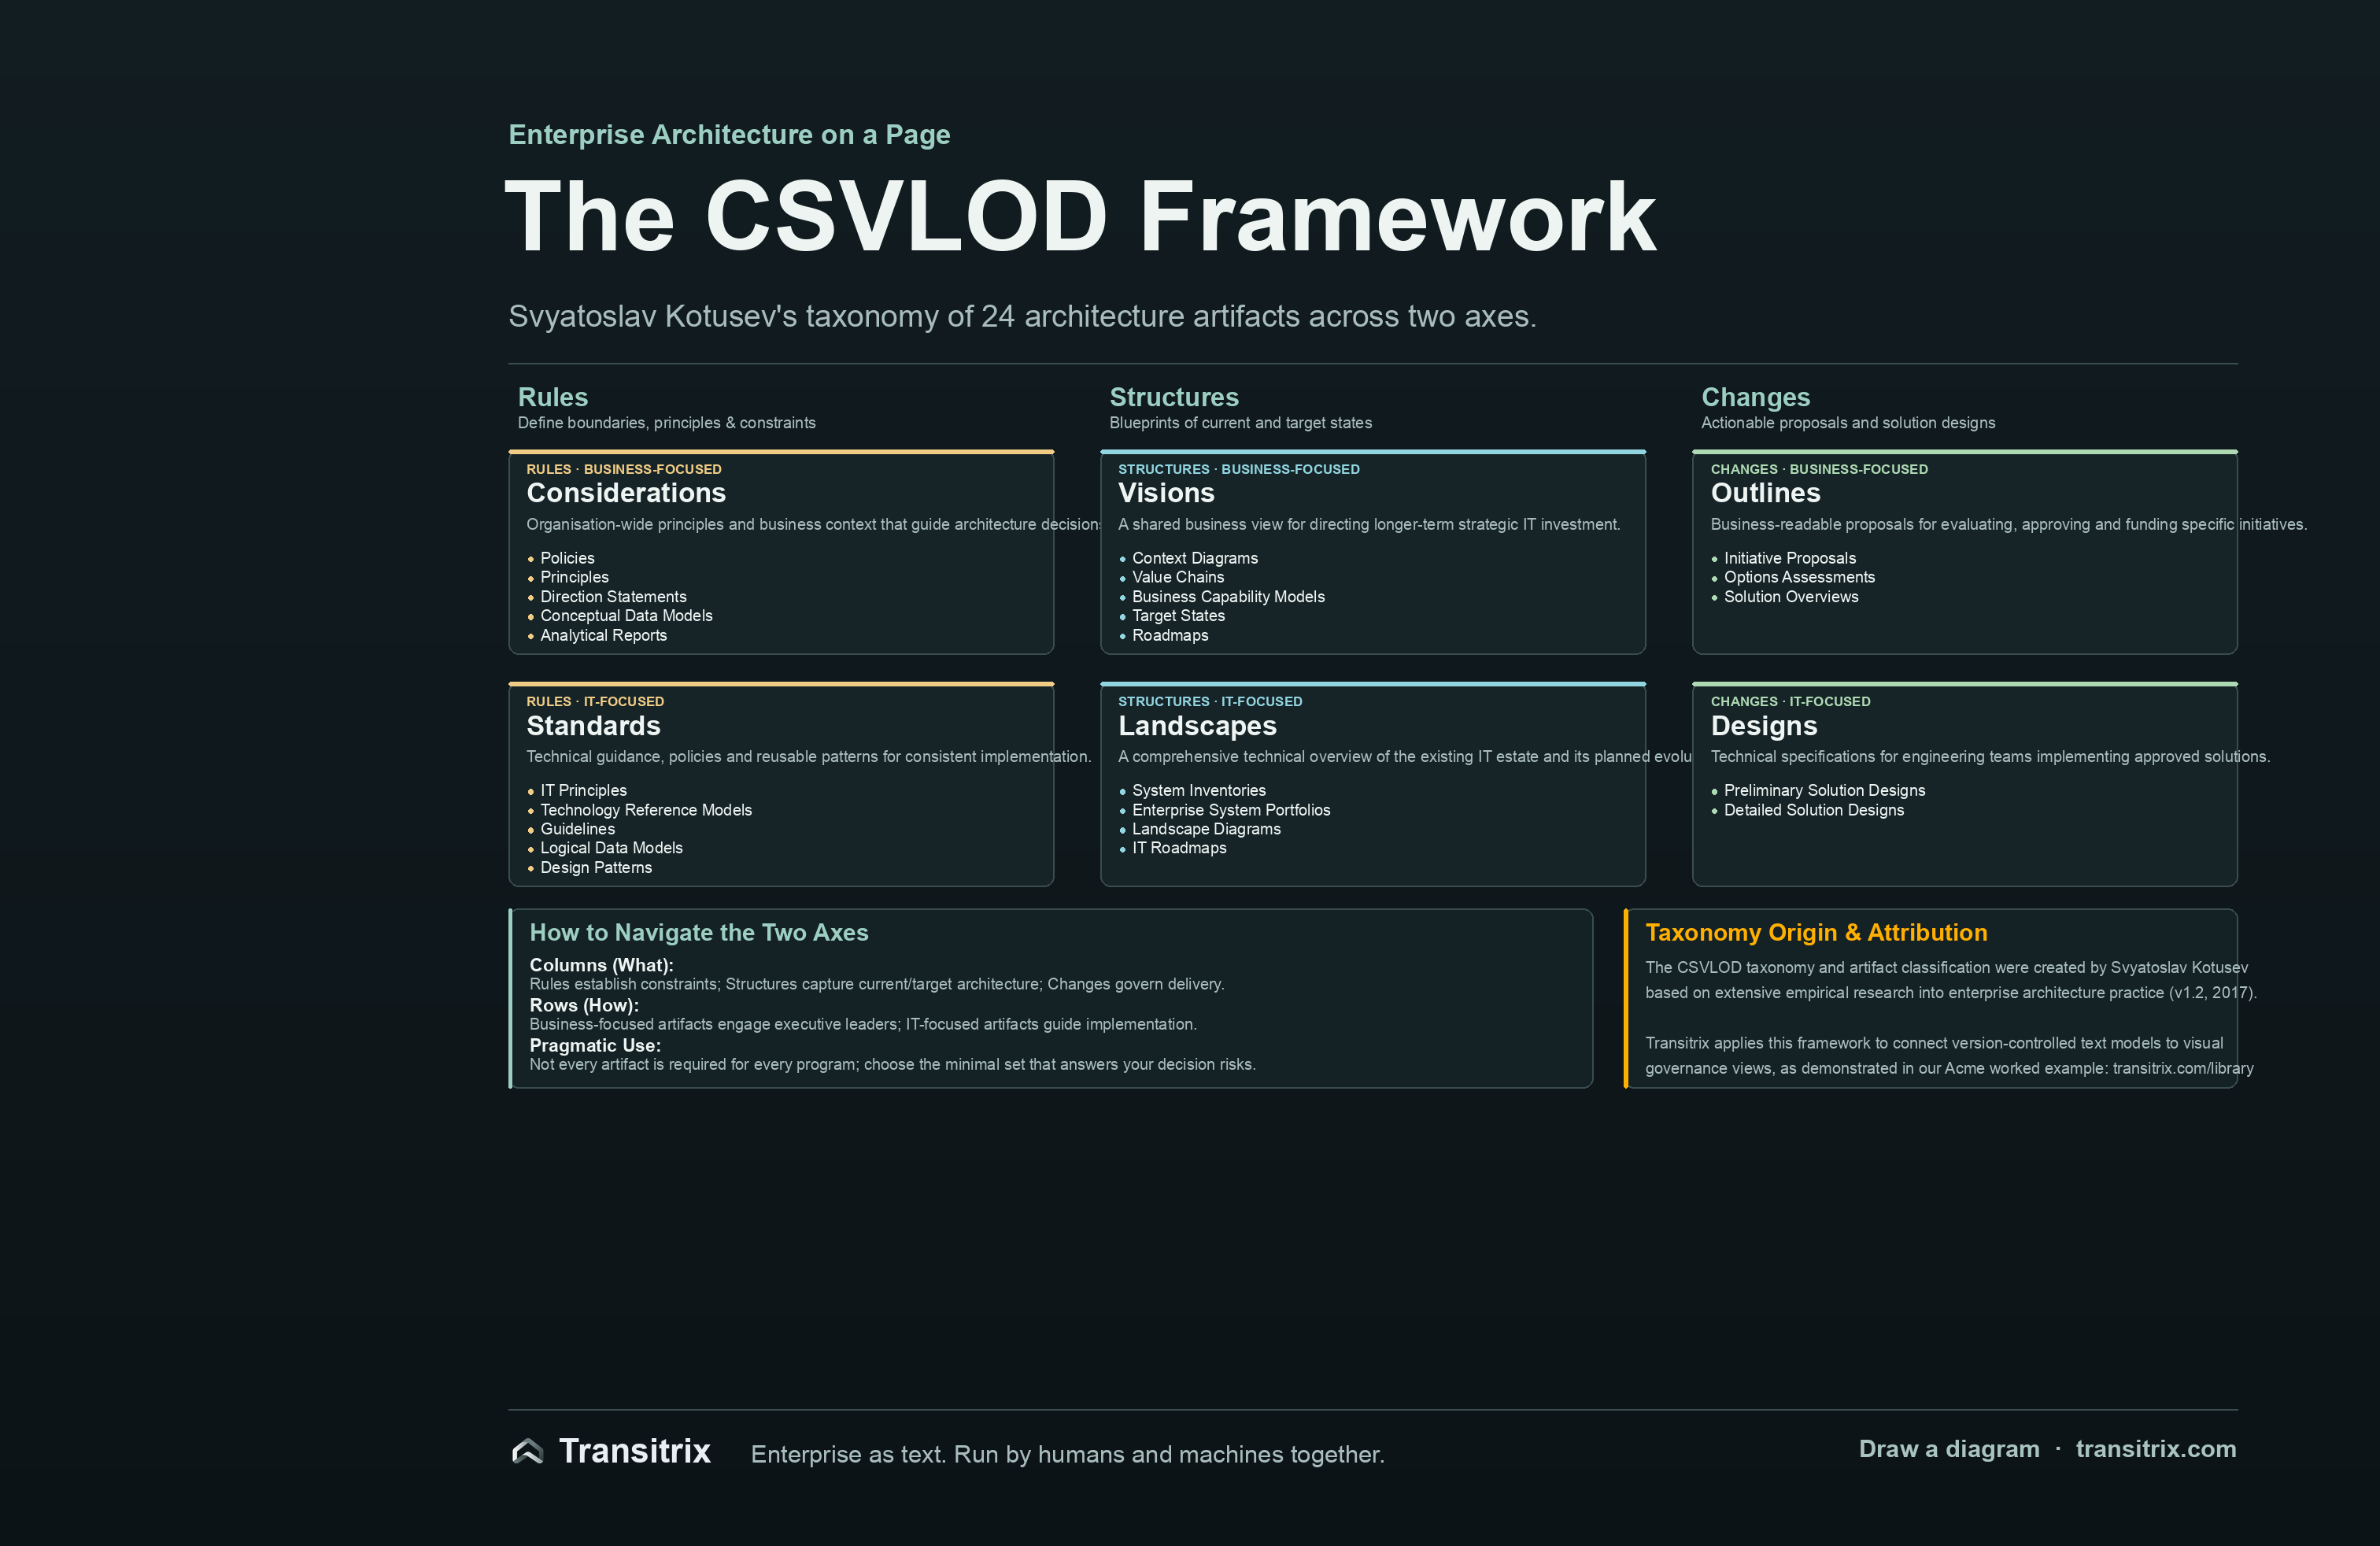 Enterprise Architecture on a Page
The CSVLOD Framework
Svyatoslav Kotusev's taxonomy of 24 architecture artifacts across two axes.
Rules
Define boundaries, principles & constraints
Structures
Blueprints of current and target states
Changes
Actionable proposals and solution designs
RULES · BUSINESS-FOCUSED
Considerations
Organisation-wide principles and business context that guide architecture decisions
Policies
Principles
Direction Statements
Conceptual Data Models
Analytical Reports
STRUCTURES · BUSINESS-FOCUSED
Visions
A shared business view for directing longer-term strategic IT investment.
Context Diagrams
Value Chains
Business Capability Models
Target States
Roadmaps
CHANGES · BUSINESS-FOCUSED
Outlines
Business-readable proposals for evaluating, approving and funding specific initiatives.
Initiative Proposals
Options Assessments
Solution Overviews
RULES · IT-FOCUSED
Standards
Technical guidance, policies and reusable patterns for consistent implementation.
IT Principles
Technology Reference Models
Guidelines
Logical Data Models
Design Patterns
STRUCTURES · IT-FOCUSED
Landscapes
A comprehensive technical overview of the existing IT estate and its planned evolu
System Inventories
Enterprise System Portfolios
Landscape Diagrams
IT Roadmaps
CHANGES · IT-FOCUSED
Designs
Technical specifications for engineering teams implementing approved solutions.
Preliminary Solution Designs
Detailed Solution Designs
How to Navigate the Two Axes
Columns (What):
Rules establish constraints; Structures capture current/target architecture; Changes govern delivery.
Rows (How):
Business-focused artifacts engage executive leaders; IT-focused artifacts guide implementation.
Pragmatic Use:
Not every artifact is required for every program; choose the minimal set that answers your decision risks.
Taxonomy Origin & Attribution
The CSVLOD taxonomy and artifact classification were created by Svyatoslav Kotusev
based on extensive empirical research into enterprise architecture practice (v1.2, 2017).
Transitrix applies this framework to connect version-controlled text models to visual
governance views, as demonstrated in our Acme worked example: transitrix.com/library
Transitrix
Enterprise as text. Run by humans and machines together.
Draw a diagram · transitrix.com